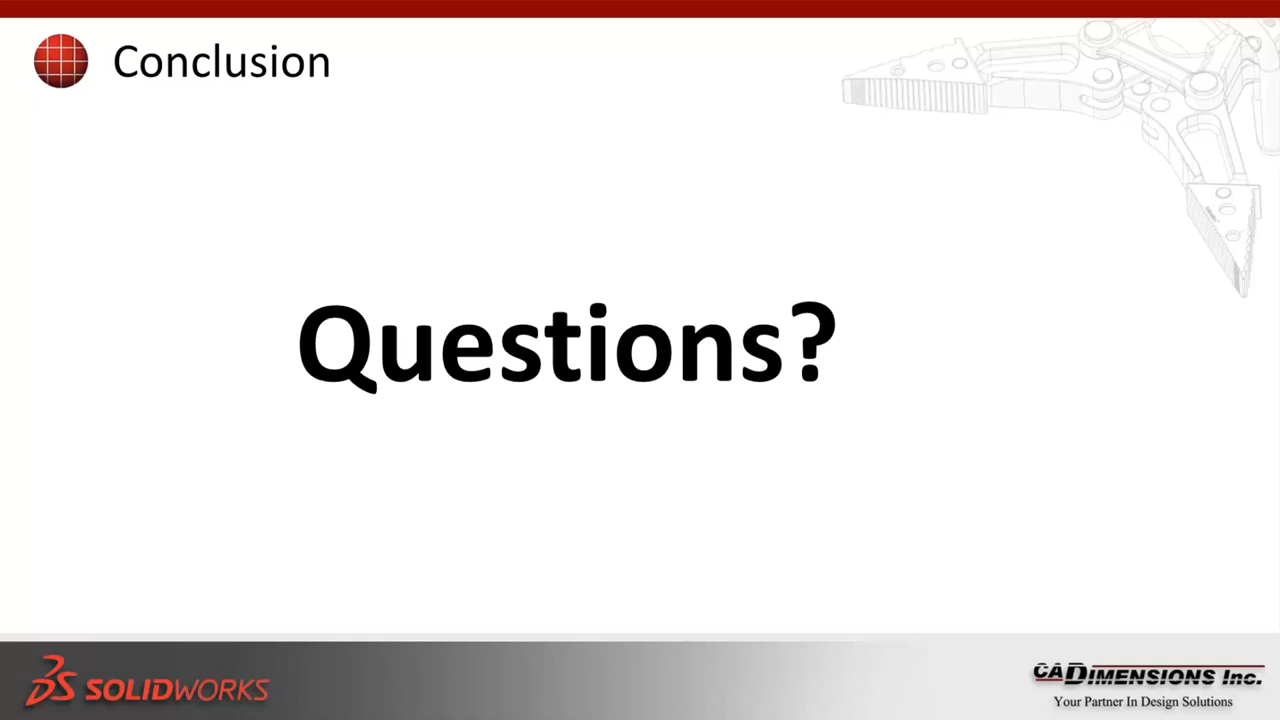 Conclusion
Questions?
SOLIDWORKS
CADIMENSIONS Inc.
Your Partner In Design Solutions